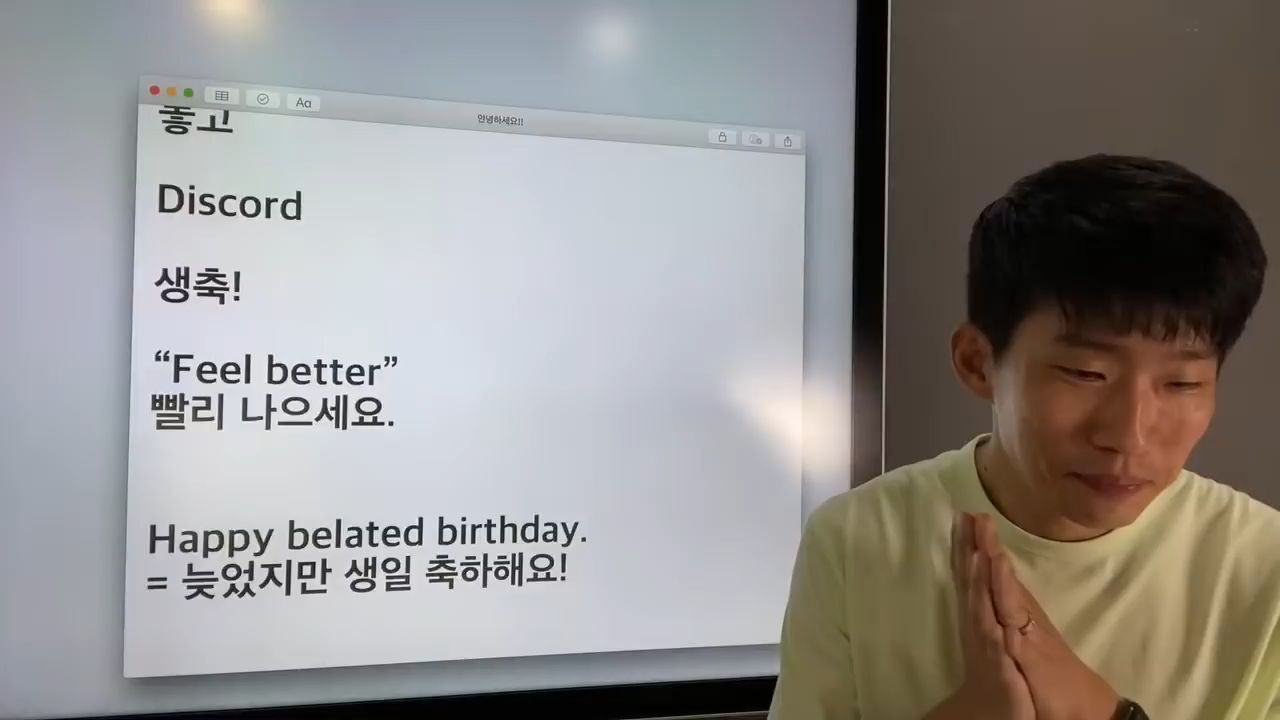 Aa
안녕하세요!!
좋고
Discord
생축!
“Feel better”
빨리 나으세요.
Happy belated birthday.
= 늦었지만 생일 축하해요!